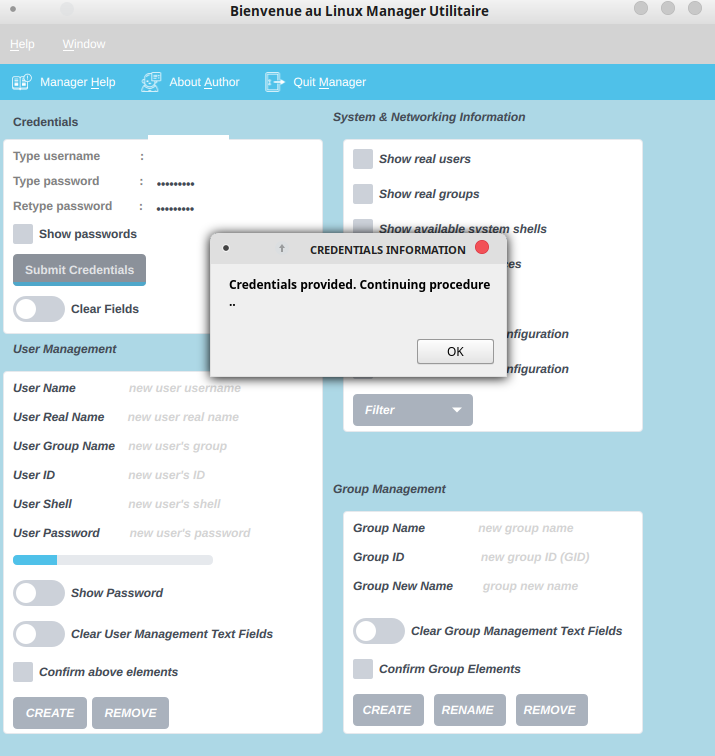 Bienvenue au Linux Manager Utilitaire
Help Window
Manager Help About Author Quit Manager
Credentials
Type username :
Type password : •••••••••
Retype password : •••••••••
Show passwords
Submit Credentials
Clear Fields
System & Networking Information
Show real users
Show real groups
Show available system shells
CREDENTIALS INFORMATION
Credentials provided. Continuing procedure
..
OK
Filter
User Management
User Name new user username
User Real Name new user real name
User Group Name new user's group
User ID new user's ID
User Shell new user's shell
User Password new user's password
Show Password
Clear User Management Text Fields
Confirm above elements
CREATE REMOVE
Group Management
Group Name new group name
Group ID new group ID (GID)
Group New Name group new name
Clear Group Management Text Fields
Confirm Group Elements
CREATE RENAME REMOVE